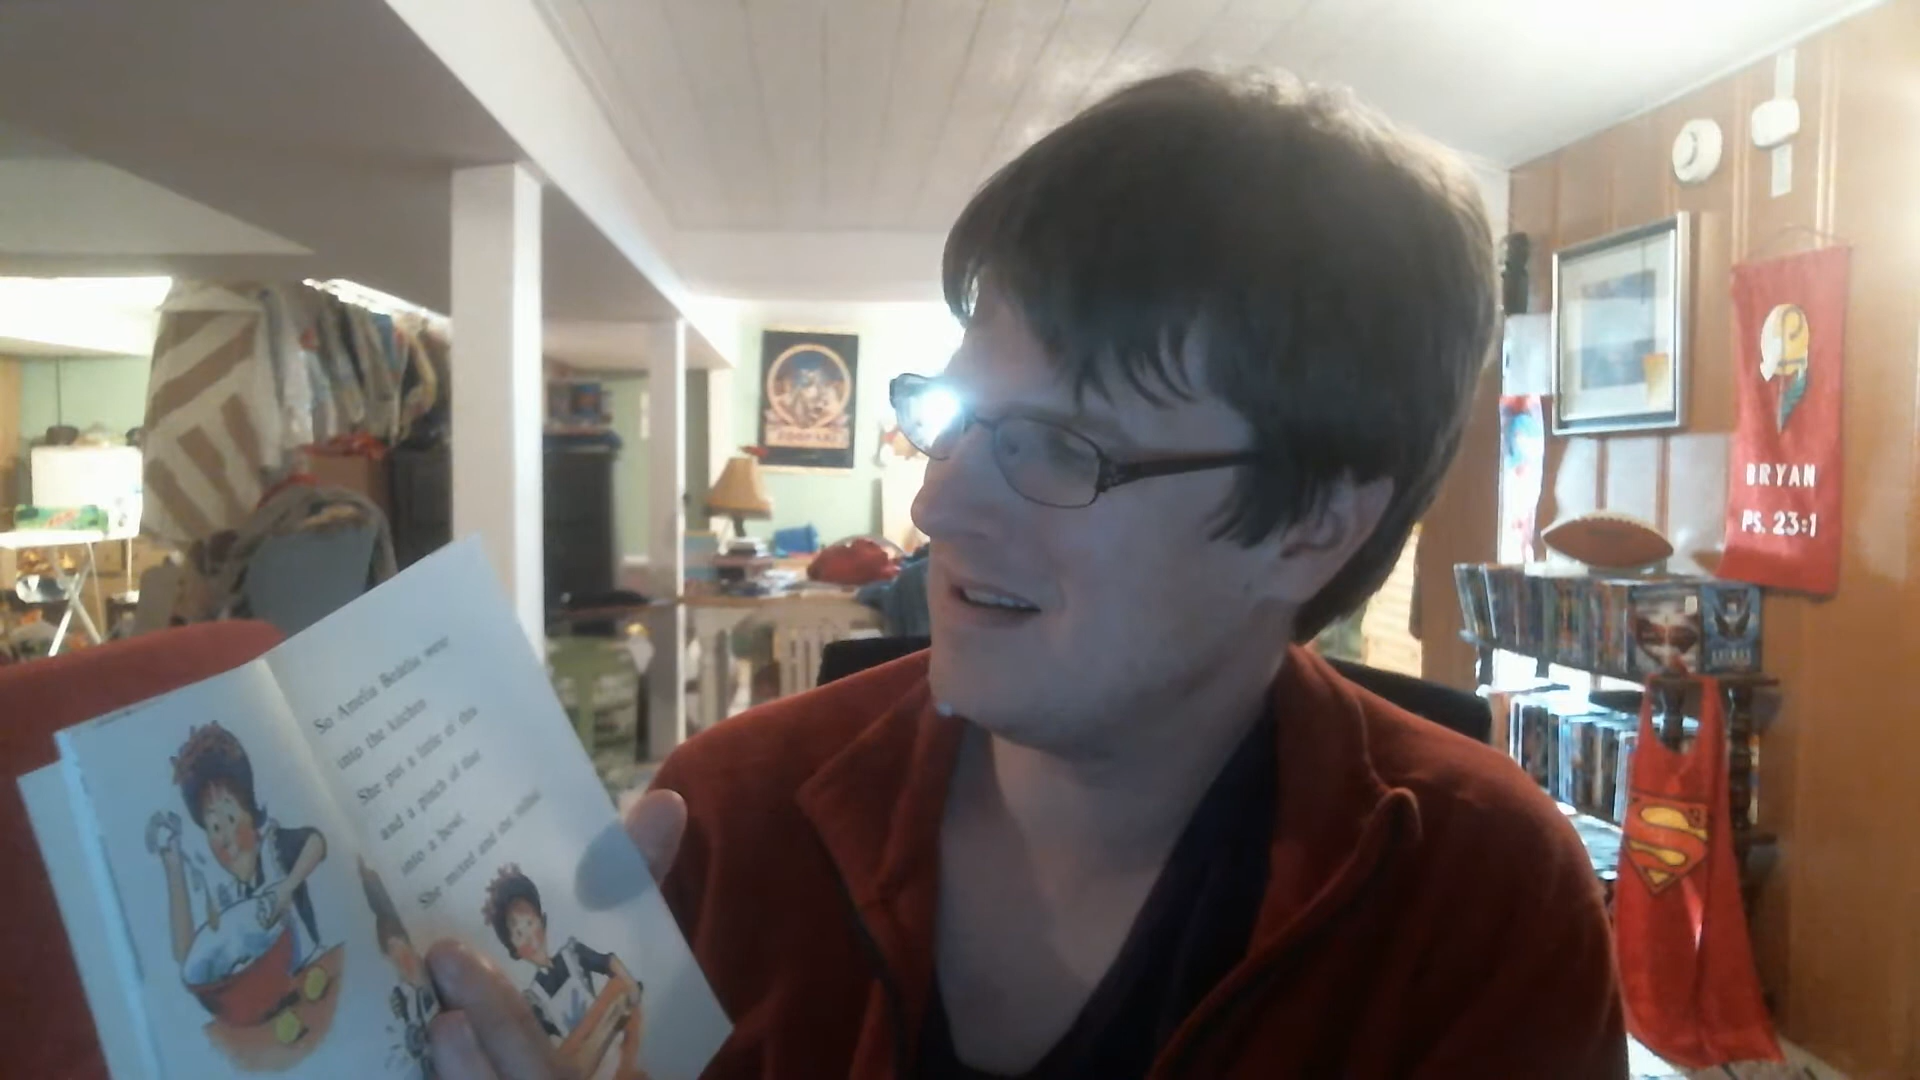 So Amelia Bedelia went
into the kitchen
She put a little of this
and a pinch of that
into a bowl.
She mixed and she rolled
BRYAN
PS. 23:1